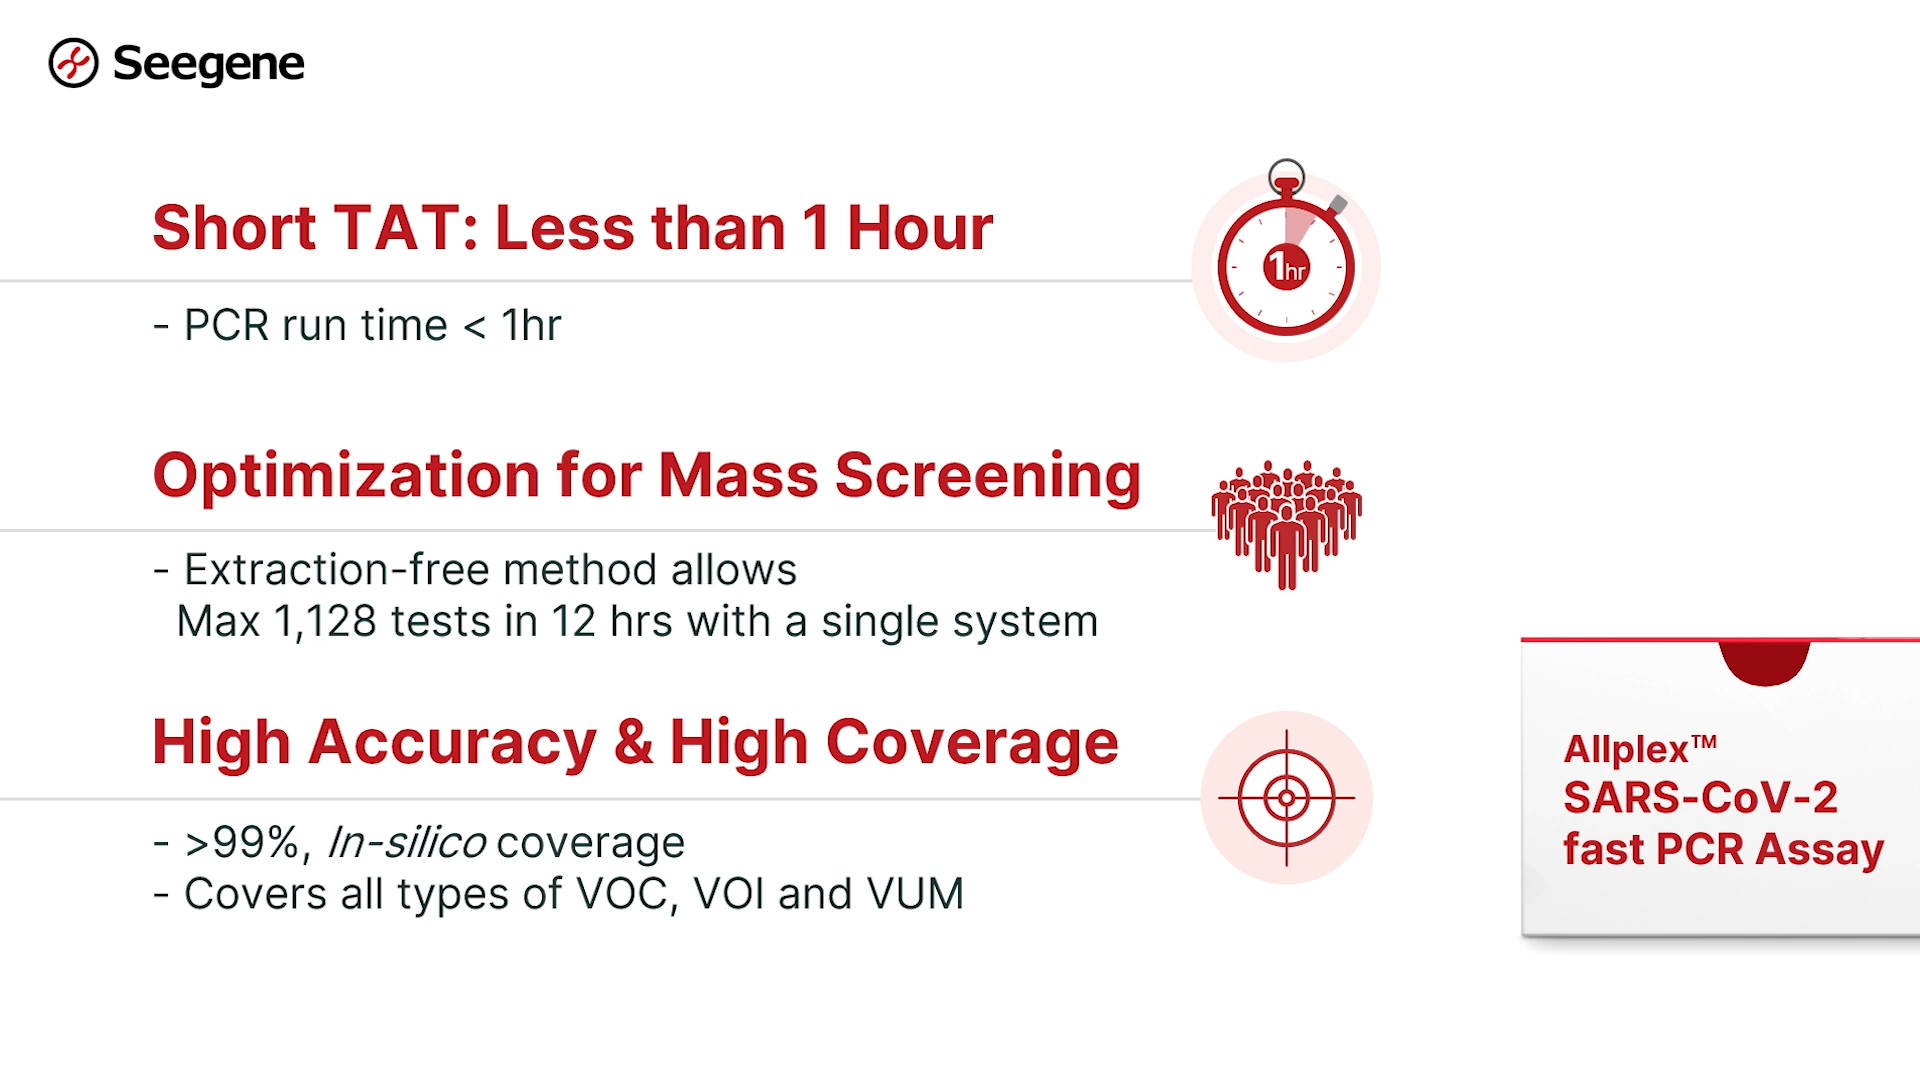 Seegene
Short TAT: Less than 1 Hour
1hr
- PCR run time < 1hr
Optimization for Mass Screening
- Extraction-free method allows
Max 1,128 tests in 12 hrs with a single system
High Accuracy & High Coverage
- >99%, In-silico coverage
- Covers all types of VOC, VOI and VUM
Allplex™
SARS-CoV-2
fast PCR Assay